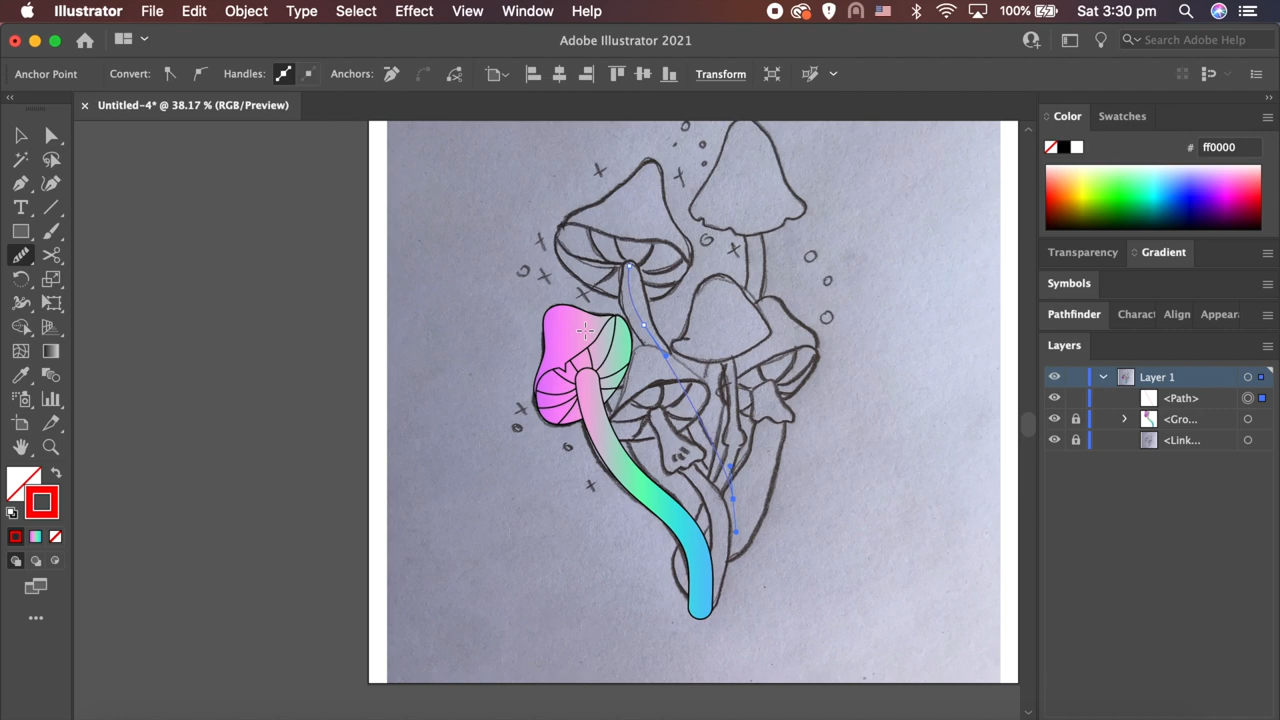 Illustrator File Edit Object Type Select Effect View Window Help 100% Sat 3:30 pm
Adobe Illustrator 2021
Search Adobe Help
Anchor Point Convert: Handles: Anchors: Transform
Untitled-4* @ 38.17 % (RGB/Preview)
Color Swatches
# ff0000
Transparency Gradient
Symbols
Pathfinder Charact Align Appear
Layers
Layer 1
<Path>
<Gro...
<Link...